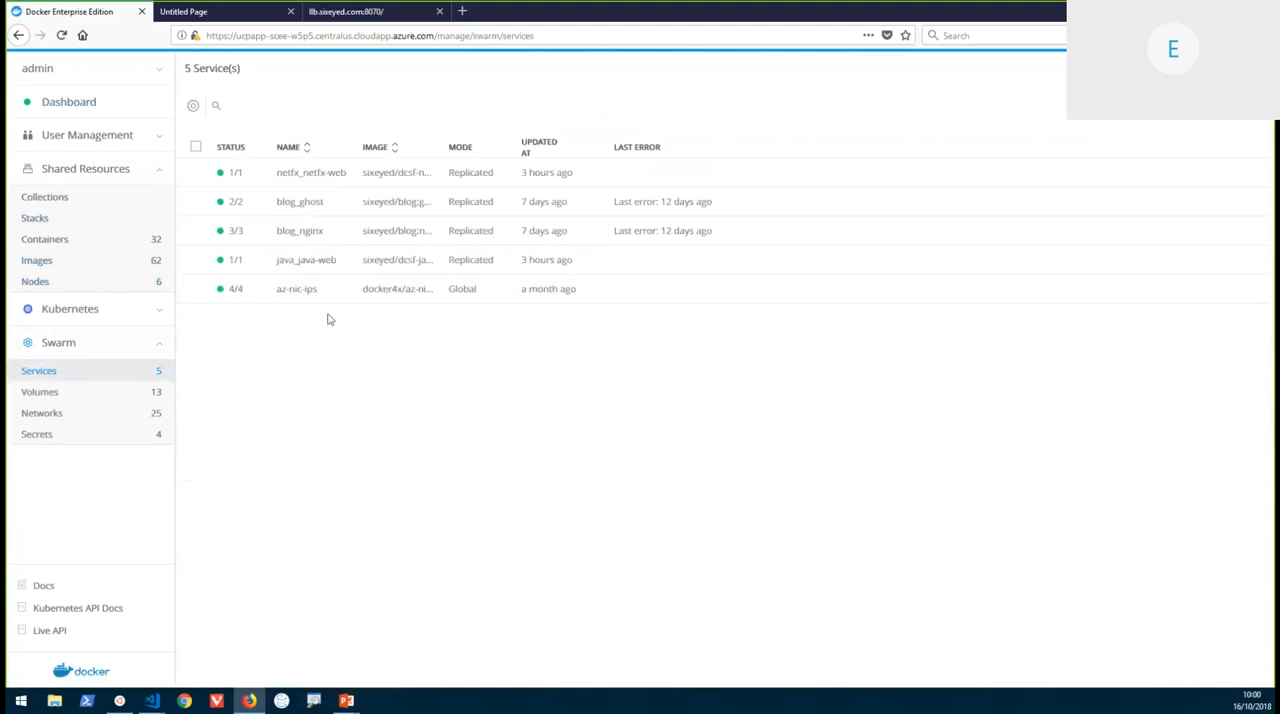 Docker Enterprise Edition
Untitled Page
llb.sixeyed.com:8070/
https://ucpapp-scee-w5p5.centralus.cloudapp.azure.com/manage/swarm/services
Search
E
admin
5 Service(s)
Dashboard
User Management
Shared Resources
Collections
Stacks
Containers 32
Images 62
Nodes 6
Kubernetes
Swarm
Services 5
Volumes 13
Networks 25
Secrets 4
STATUS NAME IMAGE MODE UPDATED AT LAST ERROR
1/1 netfx_netfx-web sixeyed/dcsf-n... Replicated 3 hours ago
2/2 blog_ghost sixeyed/blog:g... Replicated 7 days ago Last error: 12 days ago
3/3 blog_nginx sixeyed/blog:n... Replicated 7 days ago Last error: 12 days ago
1/1 java_java-web sixeyed/dcsf-ja... Replicated 3 hours ago
4/4 az-nic-ips docker4x/az-ni... Global a month ago
Docs
Kubernetes API Docs
Live API
docker
10:00
16/10/2018